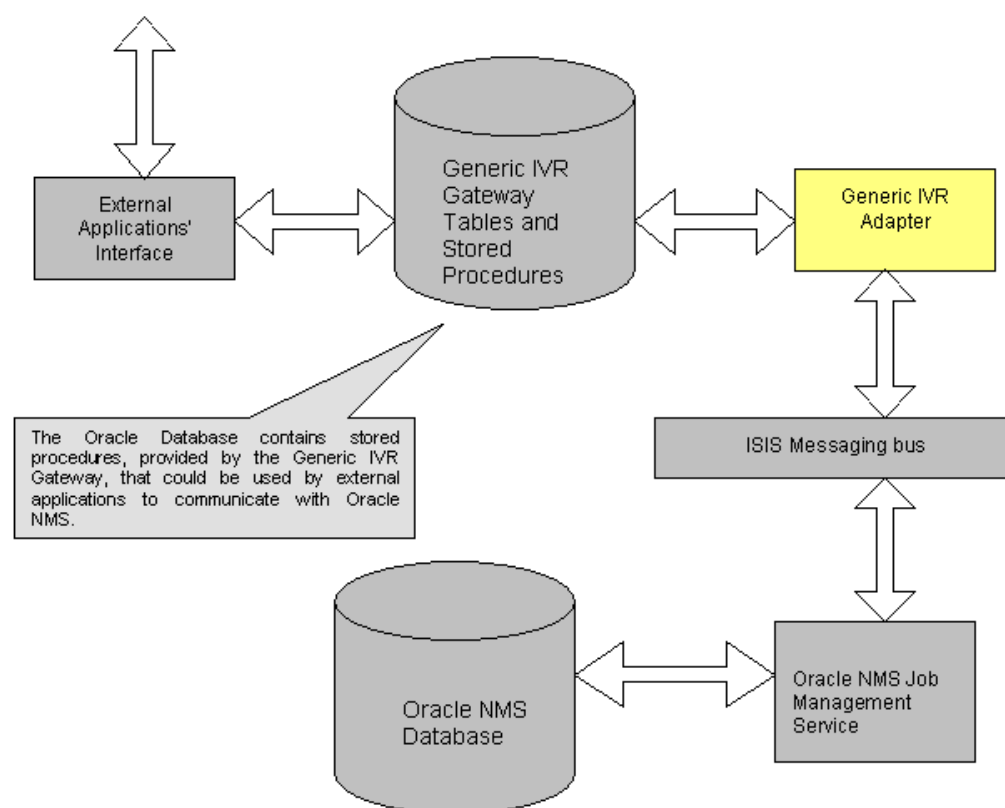 External
Applications'
Interface
Generic IVR
Gateway
Tables and
Stored
Procedures
Generic IVR
Adapter
The Oracle Database contains stored
procedures, provided by the Generic IVR
Gateway, that could be used by external
applications to communicate with Oracle
NMS.
ISIS Messaging bus
Oracle NMS
Database
Oracle NMS Job
Management
Service